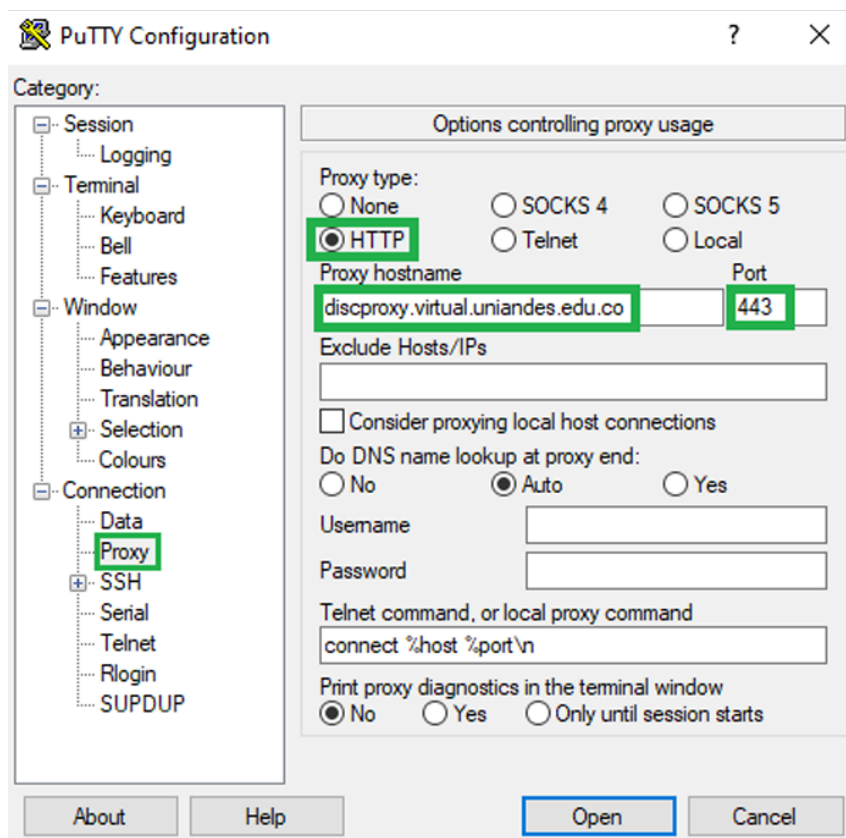 PuTTY Configuration
?
Category:
Session
Logging
Terminal
Keyboard
Bell
Features
Window
Appearance
Behaviour
Translation
Selection
Colours
Connection
Data
Proxy
SSH
Serial
Telnet
Rlogin
SUPDUP
Options controlling proxy usage
Proxy type:
None SOCKS 4 SOCKS 5
HTTP Telnet Local
Proxy hostname Port
discproxy.virtual.uniandes.edu.co 443
Exclude Hosts/IPs
Consider proxying local host connections
Do DNS name lookup at proxy end:
No Auto Yes
Username
Password
Telnet command, or local proxy command
connect %host %port\n
Print proxy diagnostics in the terminal window
No Yes Only until session starts
About Help Open Cancel